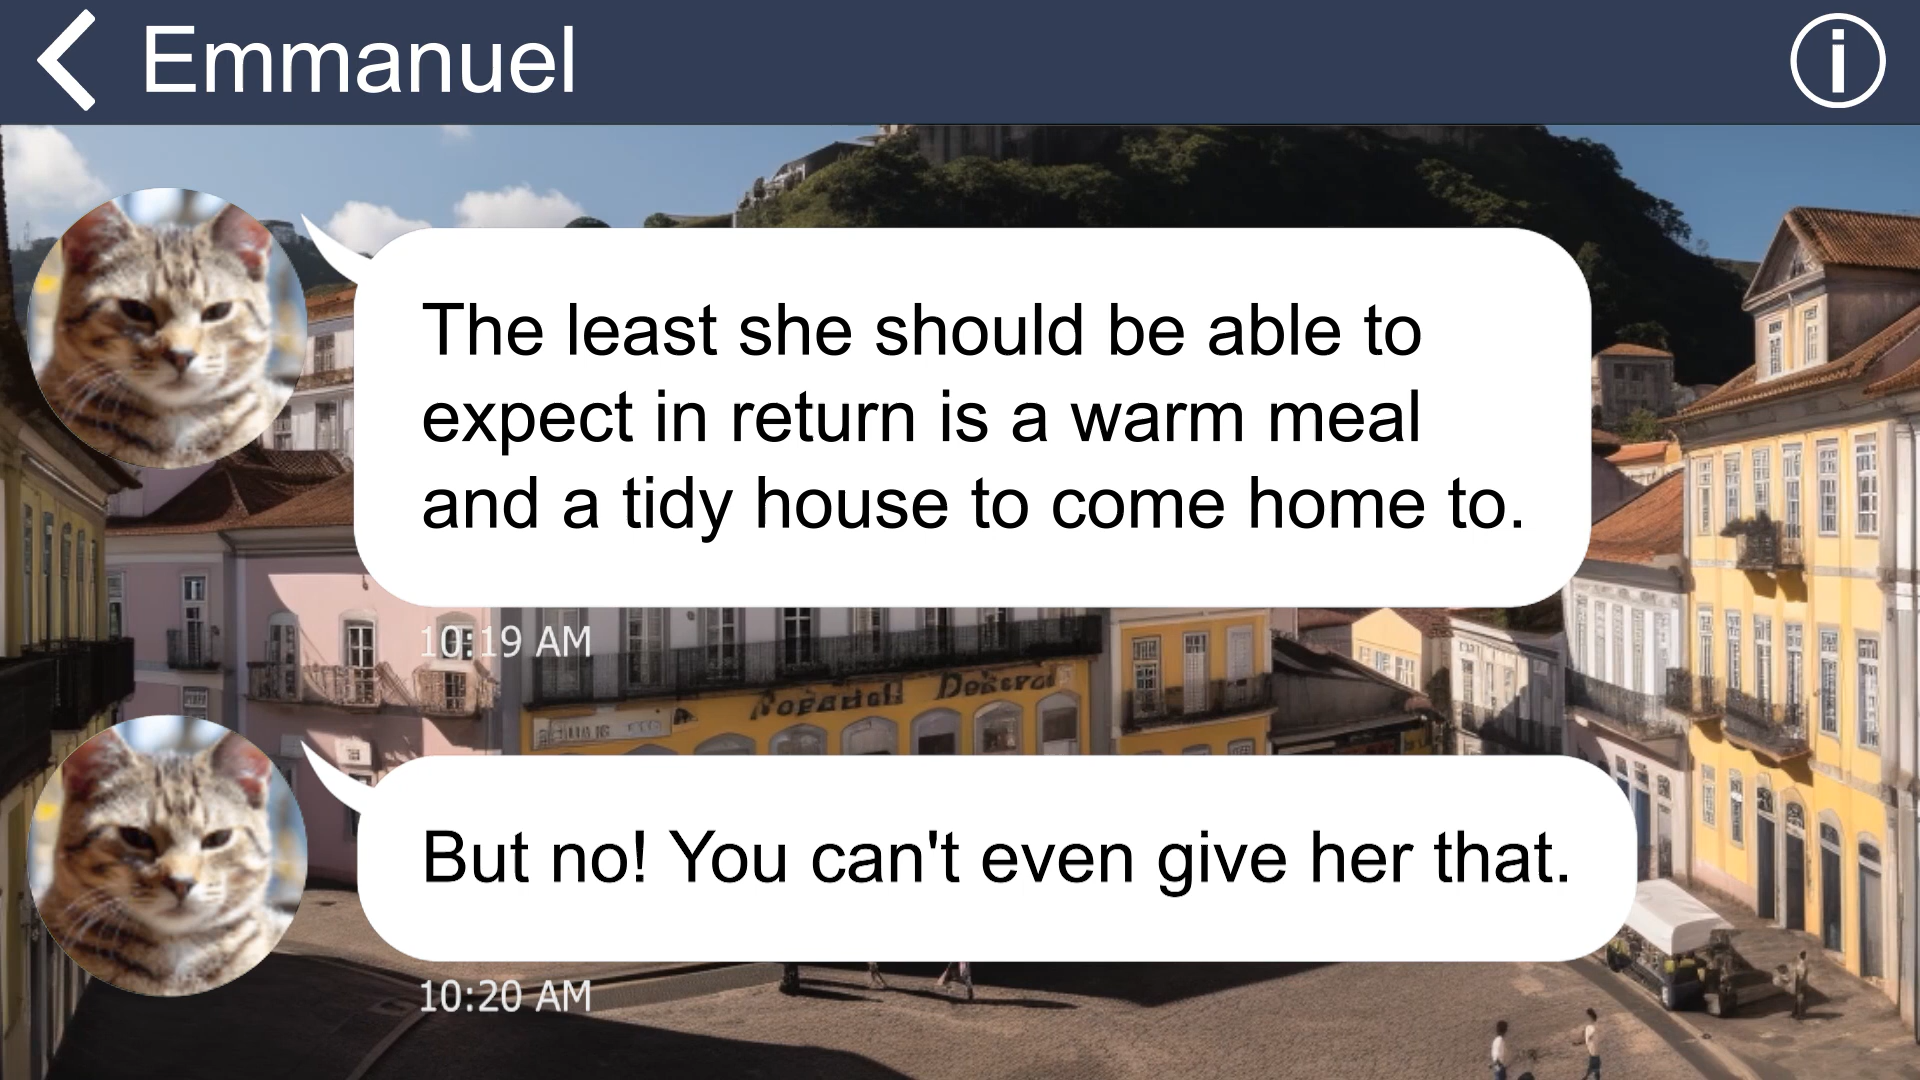 Emmanuel
The least she should be able to
expect in return is a warm meal
and a tidy house to come home to.
10:19 AM
But no! You can't even give her that.
10:20 AM